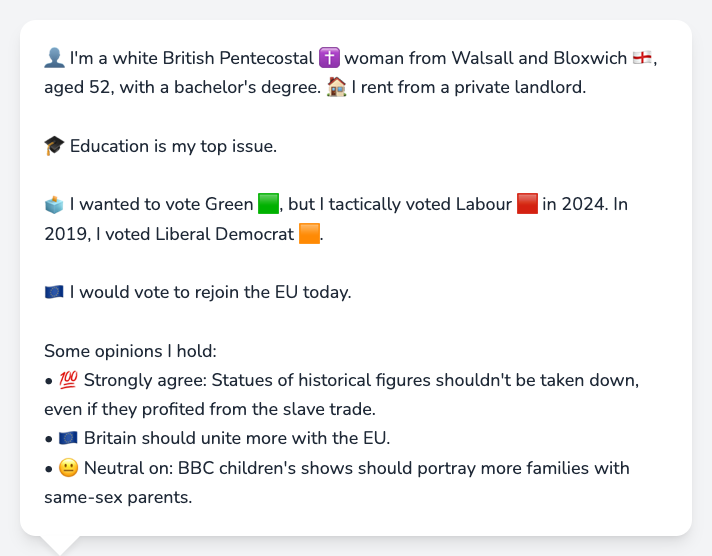 👤 I'm a white British Pentecostal ✝️ woman from Walsall and Bloxwich 🏴󠁧󠁢󠁥󠁮󠁧󠁿,
aged 52, with a bachelor's degree. 🏠 I rent from a private landlord.
🎓 Education is my top issue.
🗳️ I wanted to vote Green 🟩, but I tactically voted Labour 🟥 in 2024. In
2019, I voted Liberal Democrat 🟧.
🇪🇺 I would vote to rejoin the EU today.
Some opinions I hold:
• 💯 Strongly agree: Statues of historical figures shouldn't be taken down,
even if they profited from the slave trade.
• 🇪🇺 Britain should unite more with the EU.
• 😐 Neutral on: BBC children's shows should portray more families with
same-sex parents.